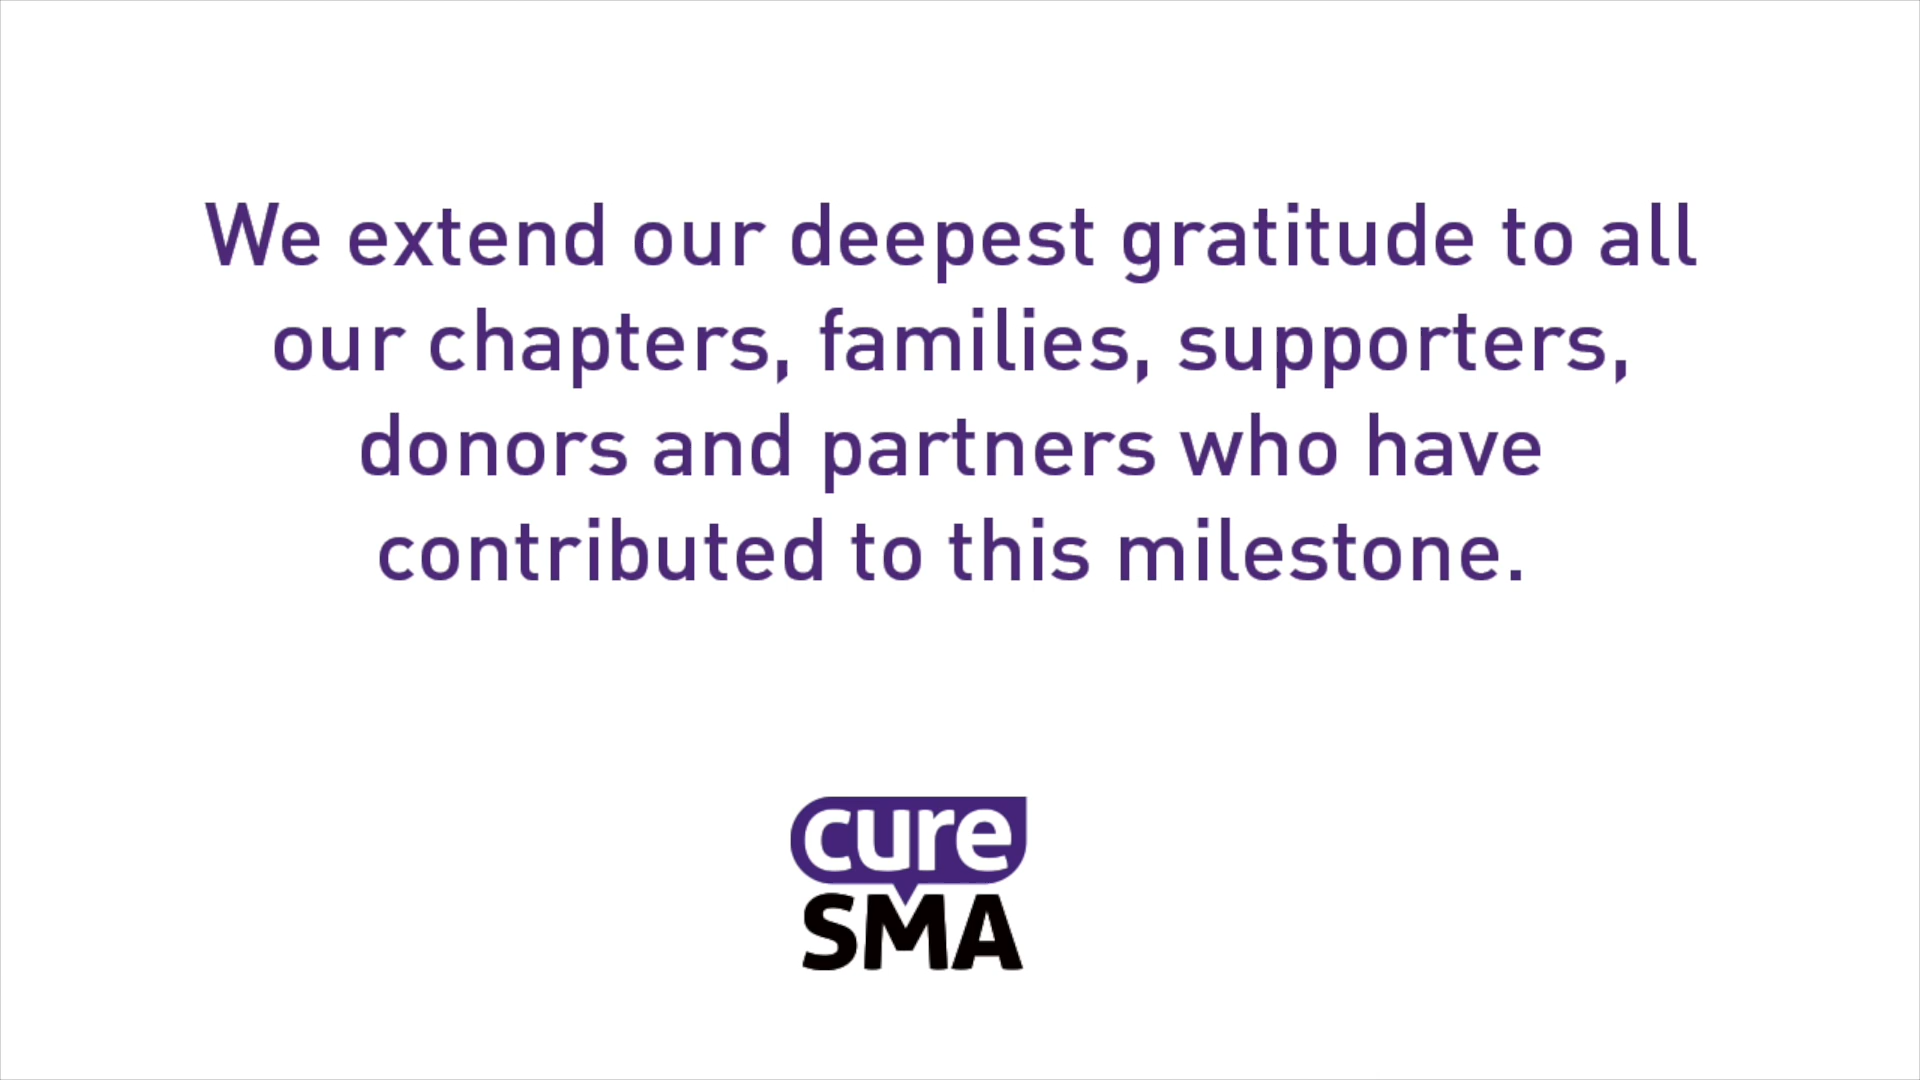 We extend our deepest gratitude to all
our chapters, families, supporters,
donors and partners who have
contributed to this milestone.
cure
SMA